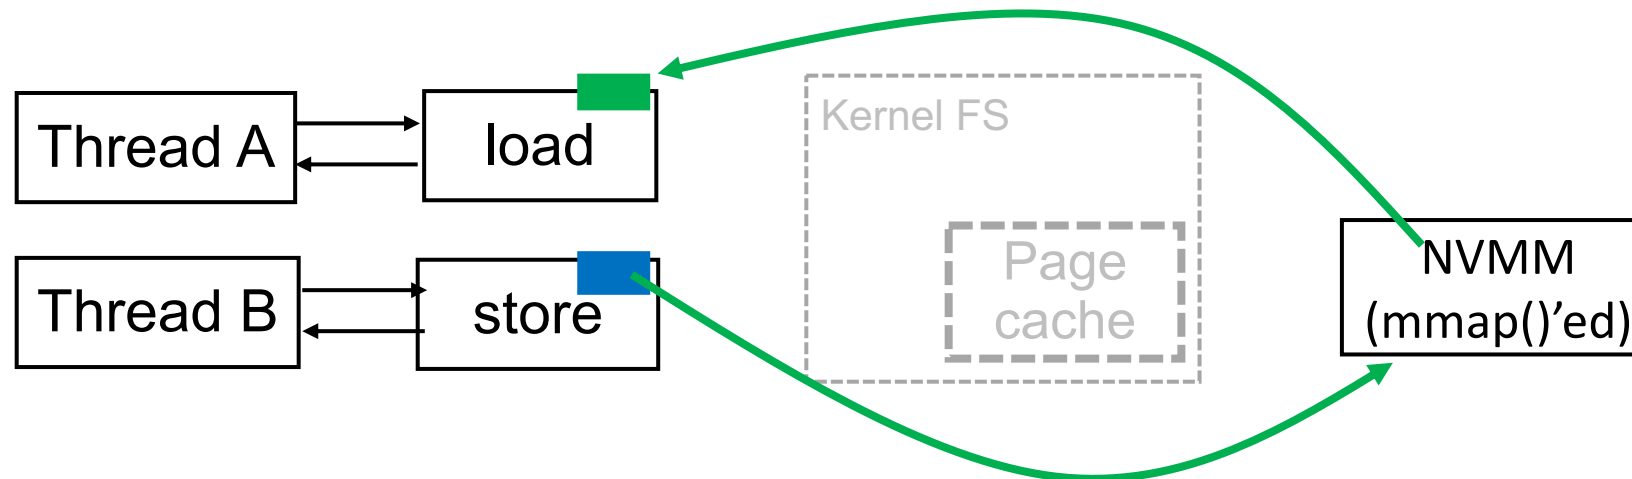 Thread A
load
Kernel FS
Thread B
store
Page
cache
NVMM
(mmap()’ed)